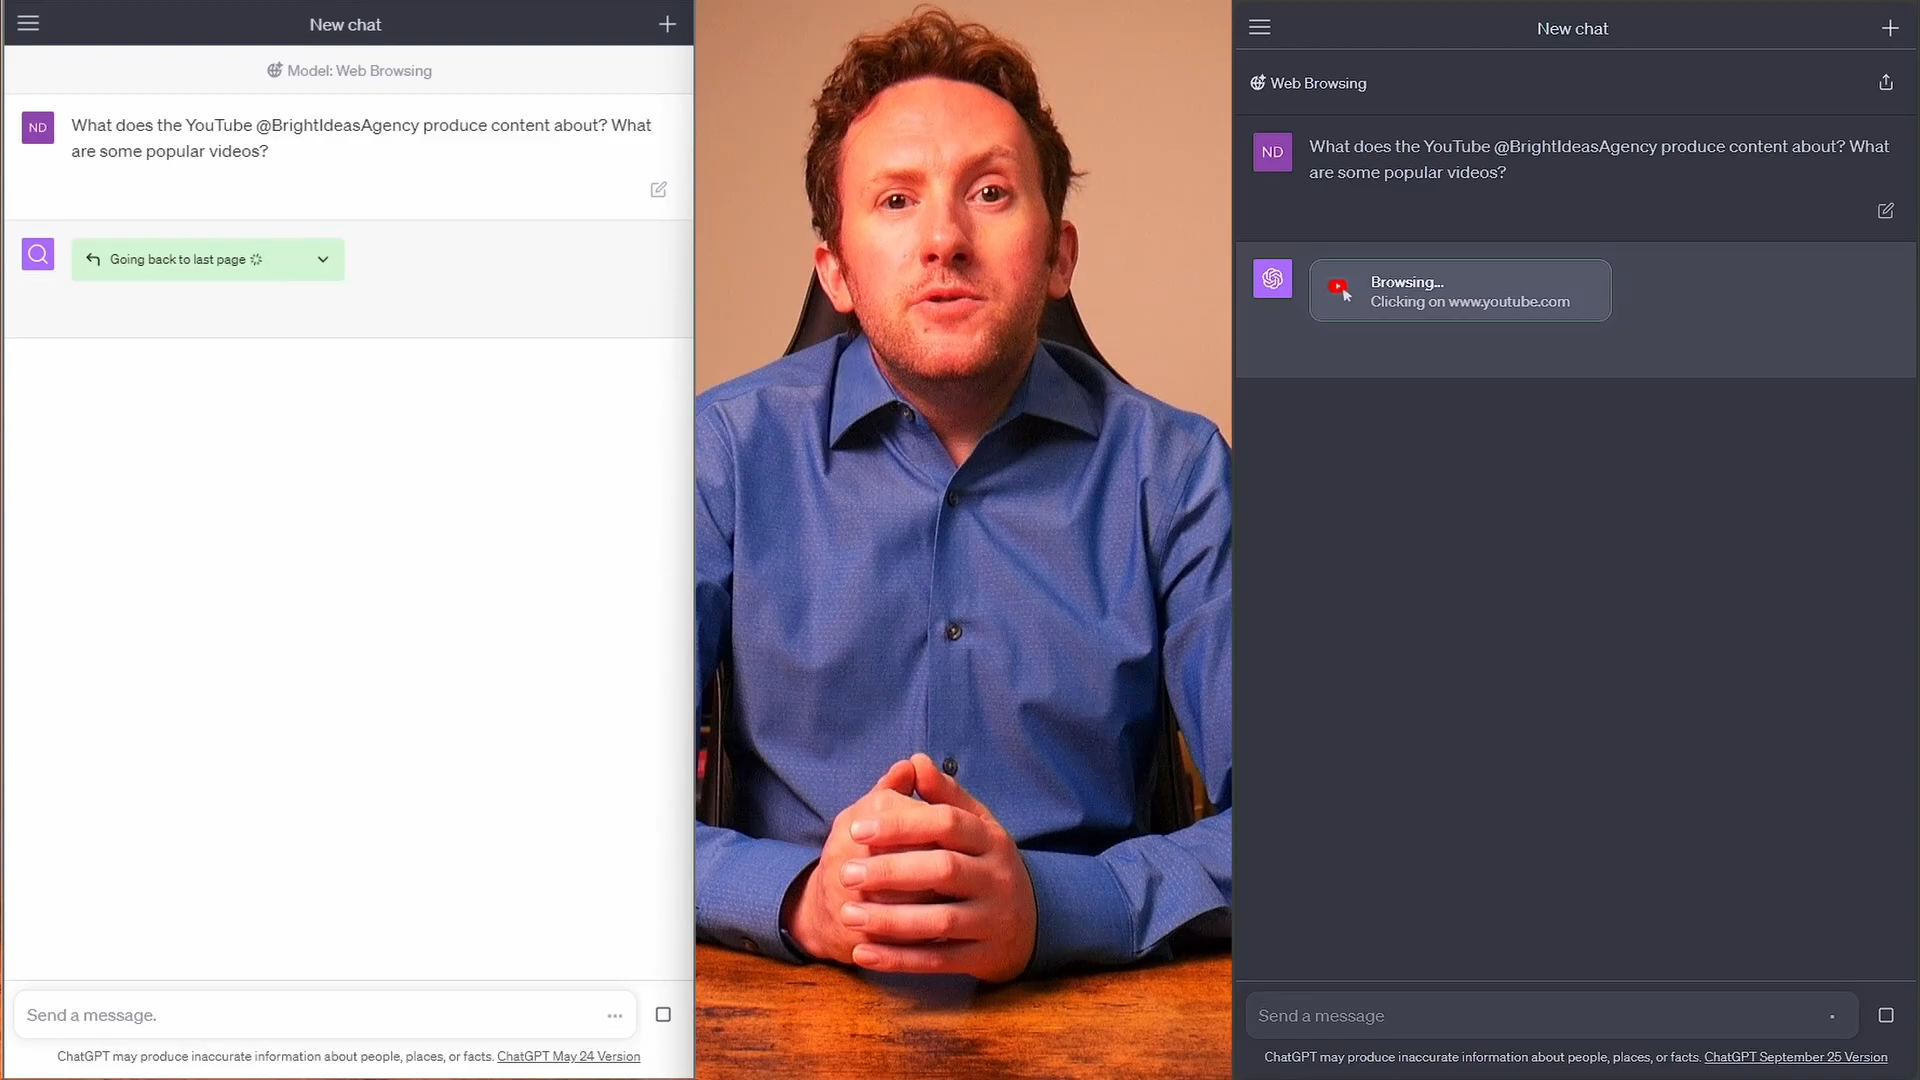 New chat
Model: Web Browsing
ND
What does the YouTube @BrightIdeasAgency produce content about? What
are some popular videos?
Going back to last page
Send a message.
ChatGPT may produce inaccurate information about people, places, or facts. ChatGPT May 24 Version
New chat
Web Browsing
ND
What does the YouTube @BrightIdeasAgency produce content about? What
are some popular videos?
Browsing...
Clicking on www.youtube.com
Send a message
ChatGPT may produce inaccurate information about people, places, or facts. ChatGPT September 25 Version